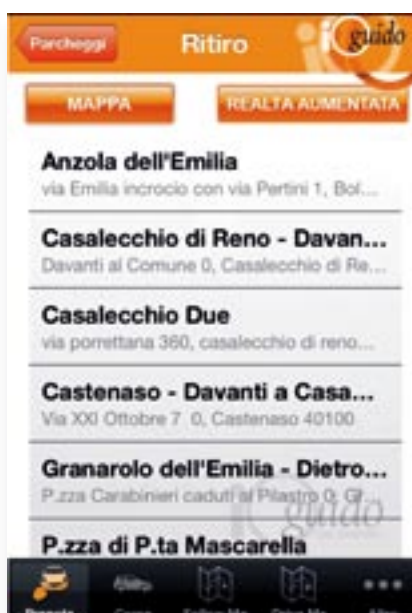 Parcheggi
Ritiro
iO guido
MAPPA
REALTA AUMENTATA
Anzola dell'Emilia
via Emilia incrocio con via Pertini 1, Bol...
Casalecchio di Reno - Davan...
Davanti al Comune 0, Casalecchio di Re...
Casalecchio Due
via porrettana 360, casalecchio di reno...
Castenaso - Davanti a Casa...
Via XXI Ottobre 7 0, Castenaso 40100
Granarolo dell'Emilia - Dietro...
P.zza Carabinieri caduti al Pilastro 0, Gr...
P.zza di P.ta Mascarella
guido